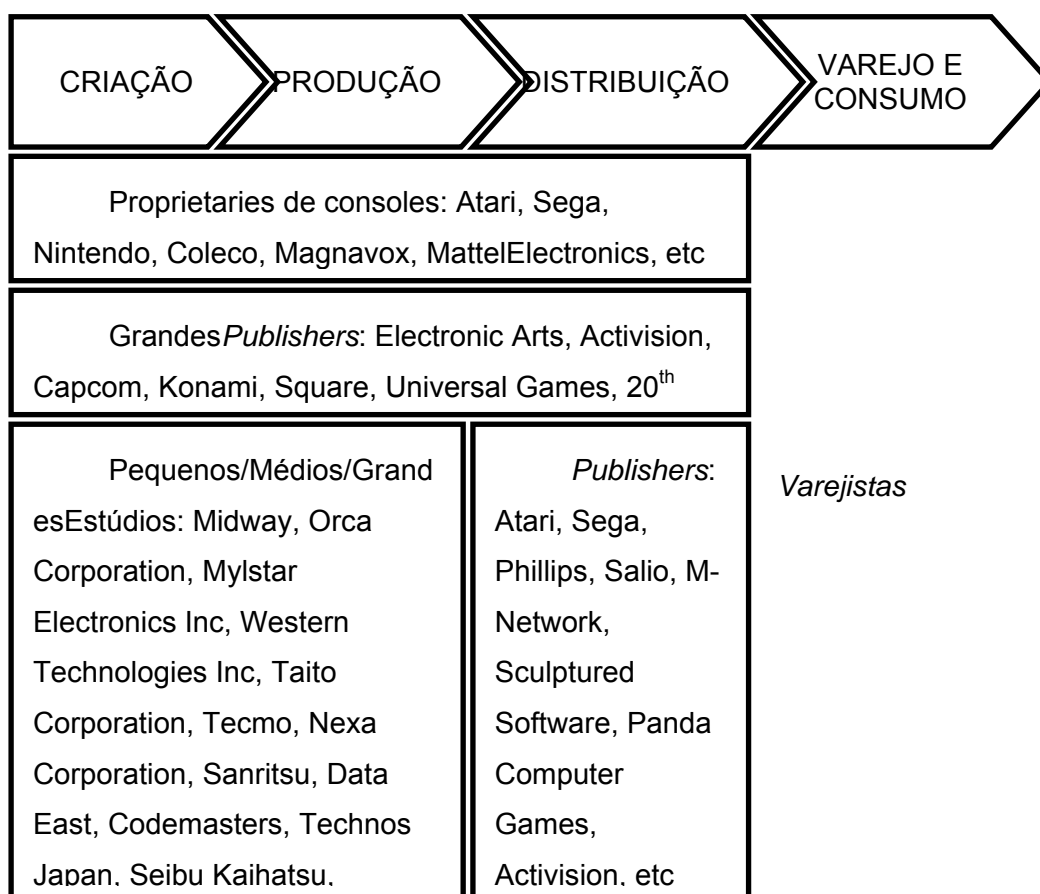 CRIAÇÃO
PRODUÇÃO
DISTRIBUIÇÃO
VAREJO E
CONSUMO
Proprietaries de consoles: Atari, Sega,
Nintendo, Coleco, Magnavox, MattelElectronics, etc
GrandesPublishers: Electronic Arts, Activision,
Capcom, Konami, Square, Universal Games, 20th
Pequenos/Médios/Grand
esEstúdios: Midway, Orca
Corporation, Mylstar
Electronics Inc, Western
Technologies Inc, Taito
Corporation, Tecmo, Nexa
Corporation, Sanritsu, Data
East, Codemasters, Technos
Japan, Seibu Kaihatsu,
Publishers:
Atari, Sega,
Phillips, Salio, M-
Network,
Sculptured
Software, Panda
Computer
Games,
Activision, etc
Varejistas